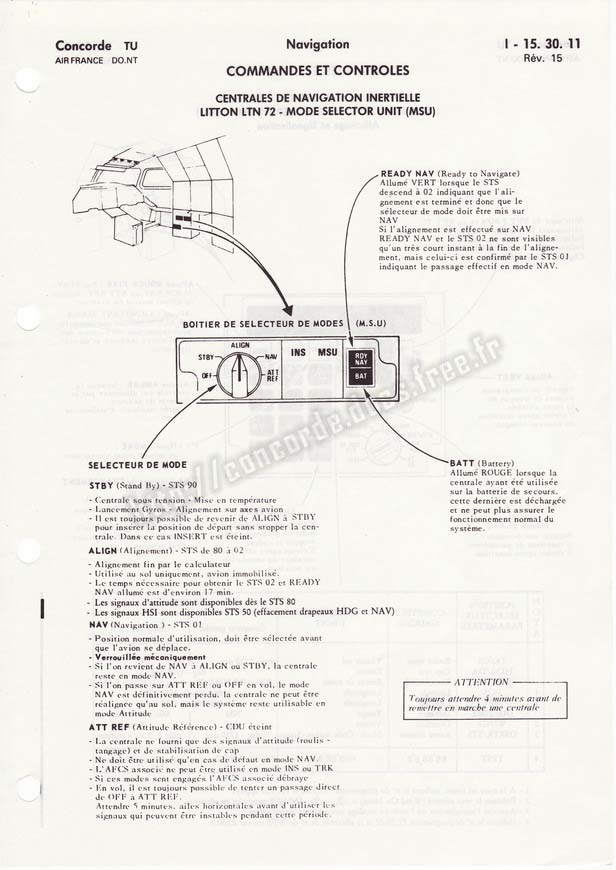 Concorde TU
AIR FRANCE DO.NT
Navigation
I - 15. 30. 11
Rév. 15
COMMANDES ET CONTROLES
CENTRALES DE NAVIGATION INERTIELLE
LITTON LTN 72 - MODE SELECTOR UNIT (MSU)
READY NAV (Ready to Navigate)
Allumé VERT lorsque le STS
descend à 02 indiquant que l'ali-
gnement est terminé et donc que le
sélecteur de mode doit être mis sur
NAV
Si l'alignement est effectué sur NAV
READY NAV et le STS 02 ne sont visibles
qu'un très court instant à la fin de l'aligne-
ment, mais celui-ci est confirmé par le STS 01
indiquant le passage effectif en mode NAV.
BOITIER DE SELECTEUR DE MODES (M.S.U)
ALIGN
STBY
NAV
OFF
ATT
REF
INS MSU
RDY
NAV
BAT
http://concorde.dices.free.fr
SELECTEUR DE MODE
STBY (Stand By) - STS 90
- Centrale sous tension - Mise en température
- Lancement Gyros - Alignement sur axes avion
- Il est toujours possible de revenir de ALIGN à STBY
pour insérer la position de départ sans stopper la cen-
trale. Dans ce cas INSERT est éteint.
ALIGN (Alignement) - STS de 80 à 02
- Alignement fin par le calculateur
- Utilisé au sol uniquement, avion immobilisé.
- Le temps nécessaire pour obtenir le STS 02 et READY
NAV allumé est d'environ 17 min.
- Les signaux d'attitude sont disponibles dès le STS 80
- Les signaux HSI sont disponibles STS 50 (effacement drapeaux HDG et NAV)
NAV (Navigation ) - STS 01
- Position normale d'utilisation, doit être sélectée avant
que l'avion se déplace.
- Verrouillée mécaniquement
- Si l'on revient de NAV à ALIGN ou STBY, la centrale
reste en mode NAV.
- Si l'on passe sur ATT REF ou OFF en vol, le mode
NAV est définitivement perdu, la centrale ne peut être
réalignée qu'au sol, mais le système reste utilisable en
mode Attitude
ATT REF (Attitude Référence) - CDU éteint
- La centrale ne fourni que des signaux d'attitude (roulis -
tangage) et de stabilisation de cap
- Ne doit être utilisé qu'en cas de défaut en mode NAV.
- L'AFCS associé ne peut être utilisé en mode INS ou TRK
- Si ces modes sont engagés l'AFCS associé débraye
- En vol, il est toujours possible de tenter un passage direct
de OFF à ATT REF.
Attendre 5 minutes, ailes horizontales avant d'utiliser les
signaux qui peuvent être instables pendant cette période.
BATT (Battery)
Allumé ROUGE lorsque la
centrale ayant été utilisée
sur la batterie de secours,
cette dernière est déchargée
et ne peut plus assurer le
fonctionnement normal du
système.
ATTENTION
Toujours attendre 4 minutes avant de
remettre en marche une centrale